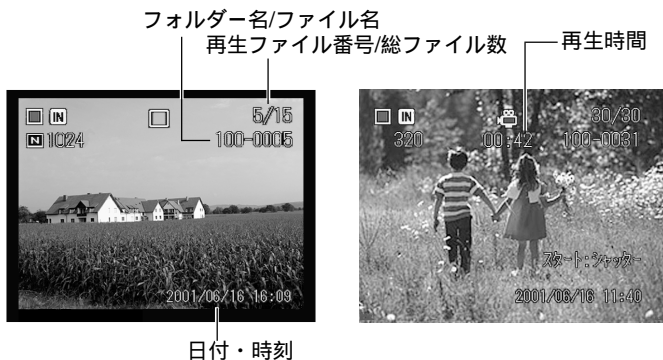 フォルダー名/ファイル名
再生ファイル番号/総ファイル数
再生時間
IN 5/15
N 1024 100-0005
2001/06/16 16:09
日付・時刻
IN 30/30
320 00:42 100-0031
スタート:シャッター
2001/06/16 11:40